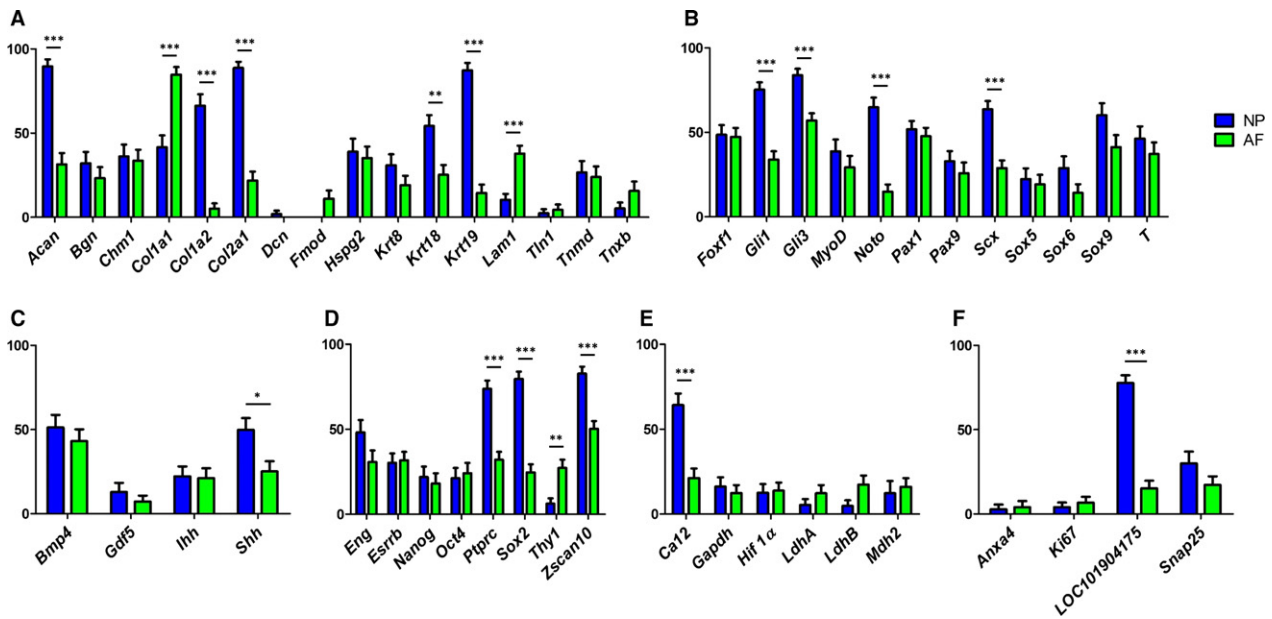 A
***
***
***
***
**
***
***
100
50
0
Acan
Bgn
Chm1
Col1a1
Col1a2
Col2a1
Dcn
Fmod
Hspg2
Krt8
Krt18
Krt19
Lam1
Tln1
Tnmd
Tnxb
B
***
***
***
***
100
50
0
Foxf1
Gli1
Gli3
MyoD
Noto
Pax1
Pax9
Scx
Sox5
Sox6
Sox9
T
NP
AF
C
*
100
50
0
Bmp4
Gdf5
Ihh
Shh
D
***
***
**
***
100
50
0
Eng
Esrrb
Nanog
Oct4
Ptprc
Sox2
Thy1
Zscan10
E
***
100
50
0
Ca12
Gapdh
Hif 1α
LdhA
LdhB
Mdh2
F
***
100
50
0
Anxa4
Ki67
LOC101904175
Snap25